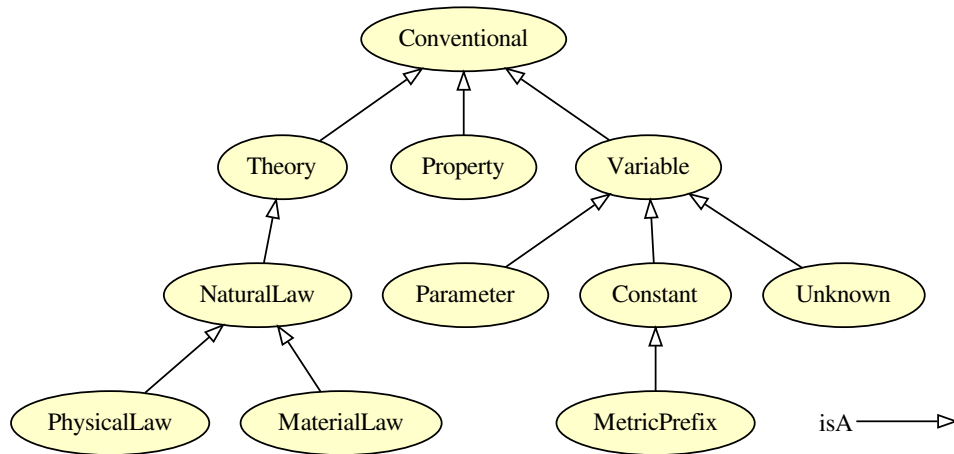 Conventional
Theory
Property
Variable
NaturalLaw
Parameter
Constant
Unknown
PhysicalLaw
MaterialLaw
MetricPrefix
isA